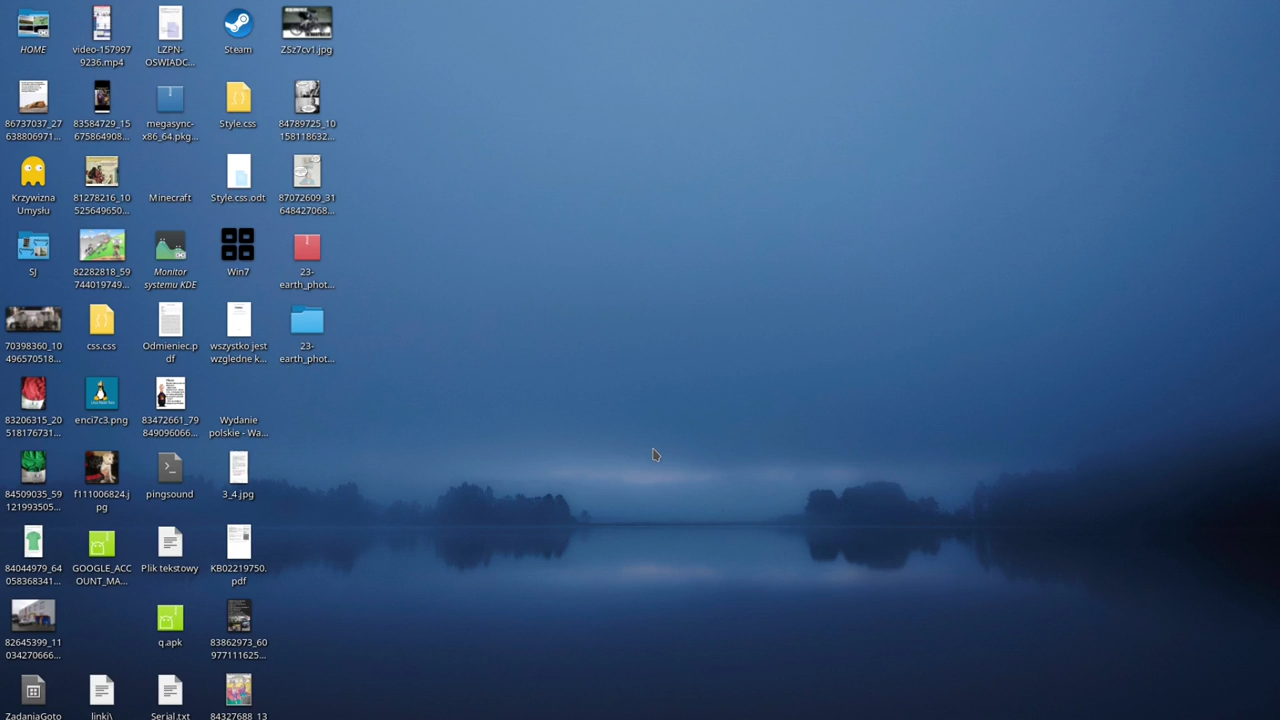 HOME
video-157997
9236.mp4
LZPN-
OSWIADC...
Steam
ZSz7cv1.jpg
86737037_27
638806971...
83584729_15
675864908...
megasync-
x86_64.pkg...
Style.css
84789725_10
158118632...
Krzywizna
Umysłu
81278216_10
525649650...
Minecraft
Style.css.odt
87072609_31
648427068...
SJ
82282818_59
744019749...
Monitor
systemu KDE
Win7
23-
earth_phot...
70398360_10
496570518...
css.css
Odmieniec.p
df
wszystko jest
wzgledne k...
23-
earth_phot...
83206315_20
518176731...
enci7c3.png
83472661_79
849096066...
Wydanie
polskie - Wa...
84509035_59
121993505...
f111006824.j
pg
pingsound
3_4.jpg
84044979_64
058368341...
GOOGLE_ACC
OUNT_MA...
Plik tekstowy
KB02219750.
pdf
82645399_11
034270666...
q.apk
83862973_60
977111625...
ZadaniaGoto
linki\
Serial.txt
84327688_13